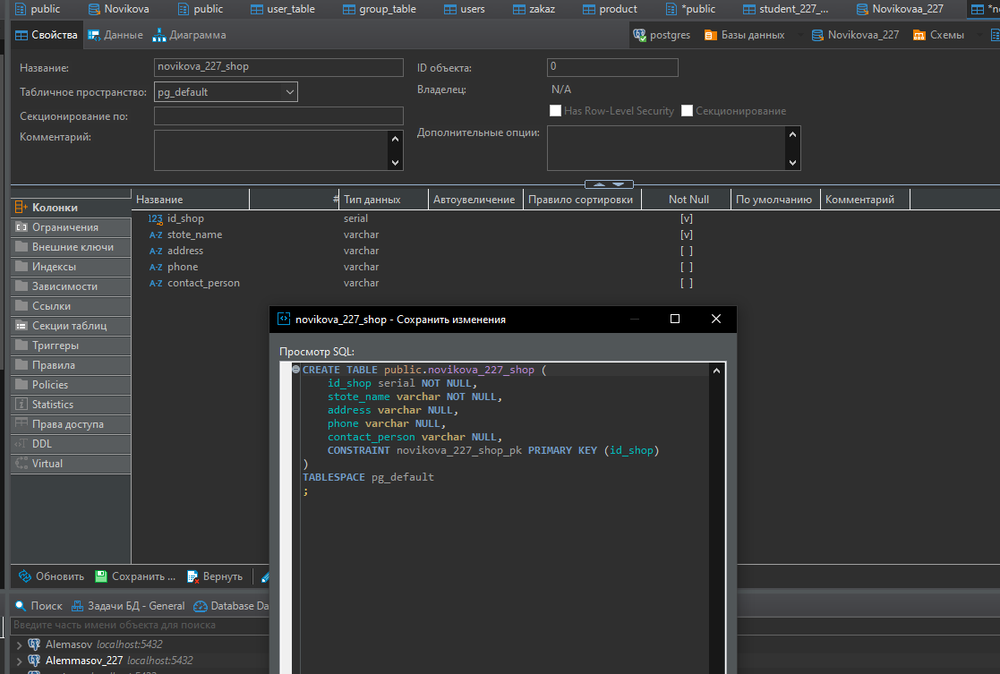 public Novikova public user_table group_table users zakaz product *public student_227_... Novikovaa_227
Свойства Данные Диаграмма postgres Базы данных Novikovaa_227 Схемы
Название: novikova_227_shop ID объекта: 0
Табличное пространство: pg_default Владелец: N/A
Секционирование по: Has Row-Level Security Секционирование
Комментарий: Дополнительные опции:
Название # Тип данных Автоувеличение Правило сортировки Not Null По умолчанию Комментарий
Колонки
Ограничения
Внешние ключи
Индексы
Зависимости
Ссылки
Секции таблиц
Триггеры
Правила
Policies
Statistics
Права доступа
DDL
Virtual
123 id_shop serial [v]
A-Z stote_name varchar [v]
A-Z address varchar [ ]
A-Z phone varchar [ ]
A-Z contact_person varchar [ ]
novikova_227_shop - Сохранить изменения
Просмотр SQL:
CREATE TABLE public.novikova_227_shop (
id_shop serial NOT NULL,
stote_name varchar NOT NULL,
address varchar NULL,
phone varchar NULL,
contact_person varchar NULL,
CONSTRAINT novikova_227_shop_pk PRIMARY KEY (id_shop)
)
TABLESPACE pg_default
;
Обновить Сохранить ... Вернуть
Поиск Задачи БД - General Database Da
Введите часть имени объекта для поиска
Alemasov localhost:5432
Alemmasov_227 localhost:5432